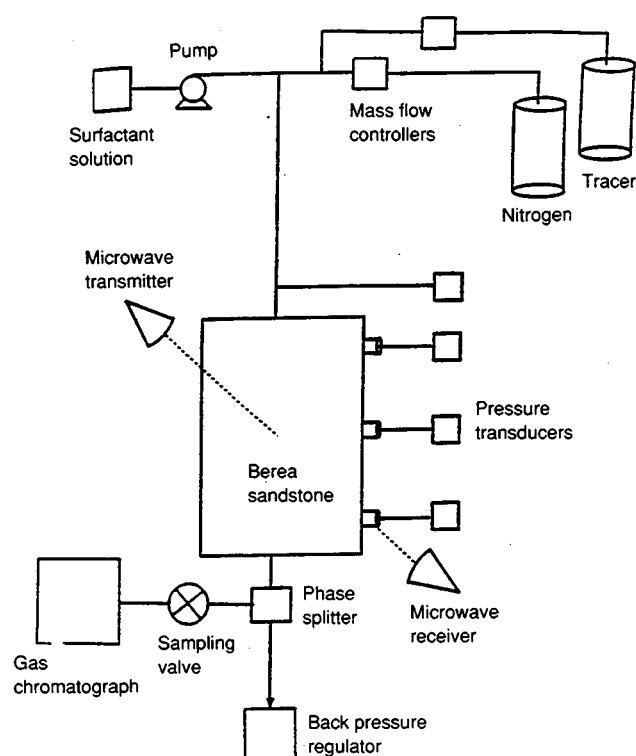 Pump
Surfactant
solution
Mass flow
controllers
Nitrogen
Tracer
Microwave
transmitter
Pressure
transducers
Berea
sandstone
Phase
splitter
Microwave
receiver
Sampling
valve
Gas
chromatograph
Back pressure
regulator